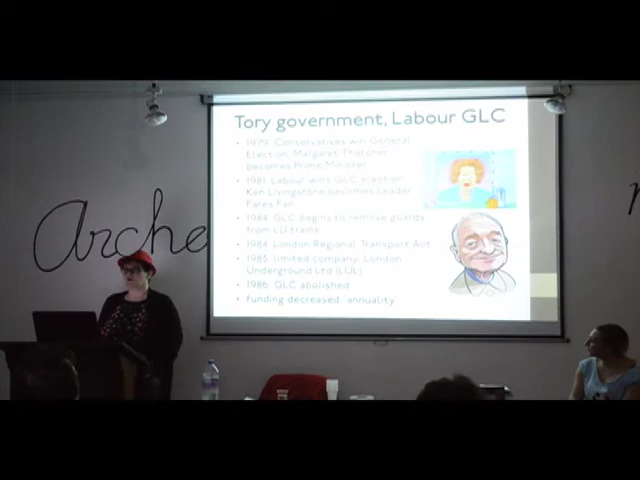 Tory government, Labour GLC
• 1979 Conservatives win General
Election; Margaret Thatcher
becomes Prime Minister
• 1981 Labour wins GLC eection
Ken Livingstone becomes Leader
Fares Fair
• 1984 GLC begins to remove guards
from LU trains
• 1984 London Regional Transport Act
• 1985 limited company, London
Underground Ltd (LUL)
• 1986 GLC abolished
• funding decreased annuality
Arche